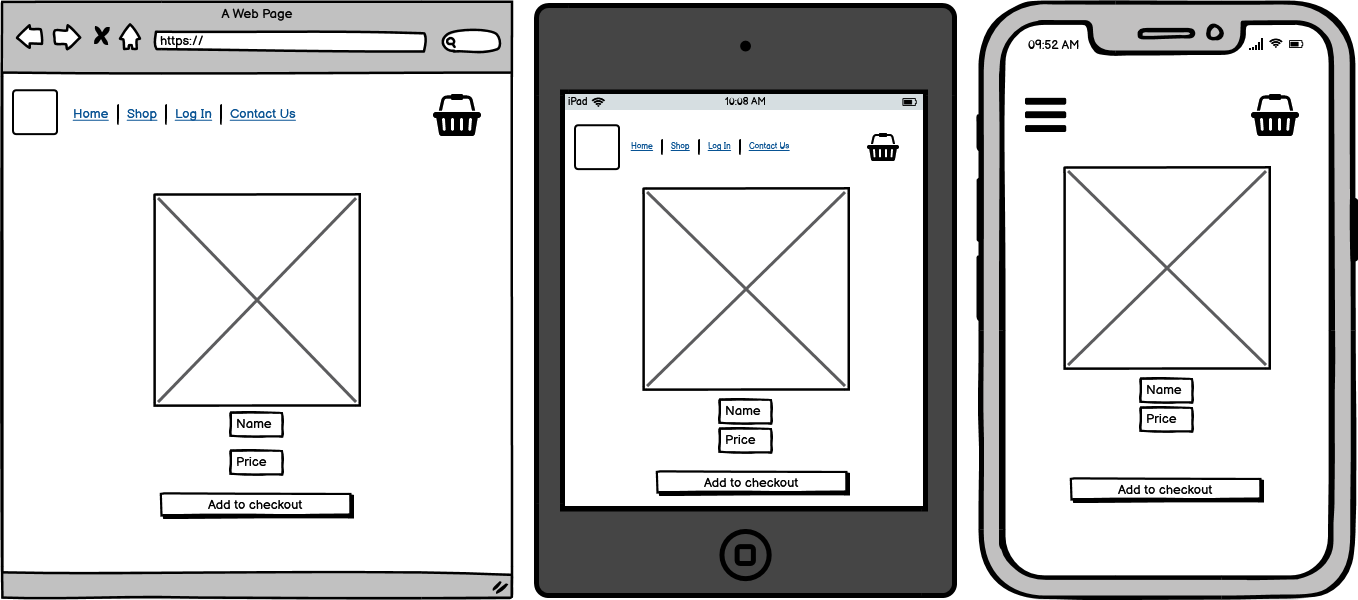 A Web Page
https://
Home Shop Log In Contact Us
Name
Price
Add to checkout
iPad 10:08 AM
Home Shop Log In Contact Us
Name
Price
Add to checkout
09:52 AM
Name
Price
Add to checkout